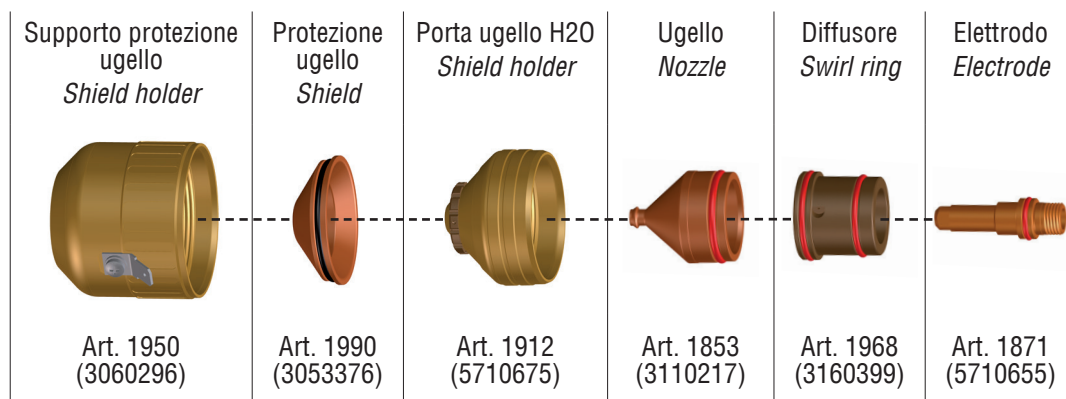 Supporto protezione
ugello
Shield holder
Art. 1950
(3060296)
Protezione
ugello
Shield
Art. 1990
(3053376)
Porta ugello H2O
Shield holder
Art. 1912
(5710675)
Ugello
Nozzle
Art. 1853
(3110217)
Diffusore
Swirl ring
Art. 1968
(3160399)
Elettrodo
Electrode
Art. 1871
(5710655)